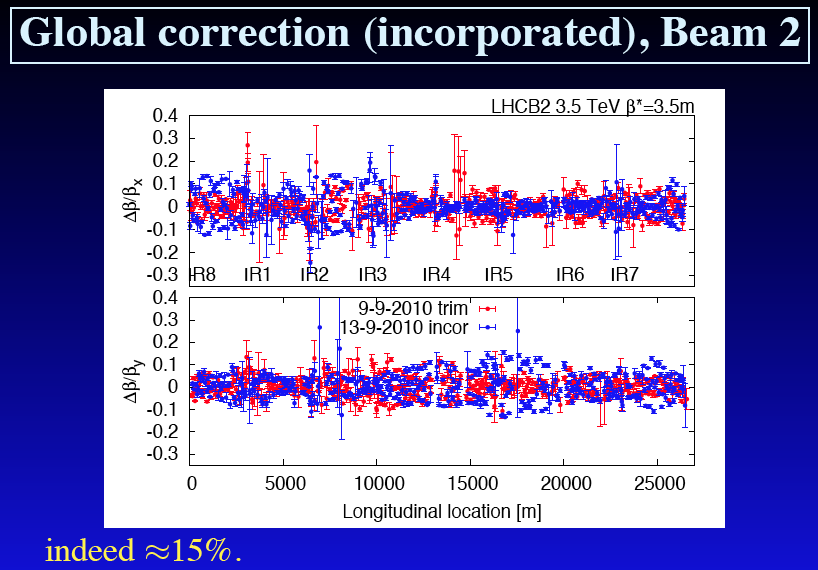 Global correction (incorporated), Beam 2
LHCB2 3.5 TeV β*=3.5m
0.4
0.3
0.2
0.1
0
-0.1
-0.2
-0.3
Δβ/βx
IR8 IR1 IR2 IR3 IR4 IR5 IR6 IR7
9-9-2010 trim
13-9-2010 incor
0.4
0.3
0.2
0.1
0
-0.1
-0.2
-0.3
Δβ/βy
0 5000 10000 15000 20000 25000
Longitudinal location [m]
indeed ≈15%.